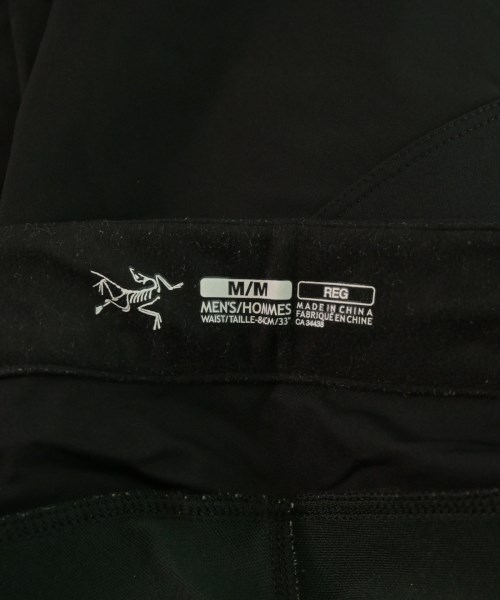 M/M
MEN'S/HOMMES
WAIST/TAILLE-84CM/33"
REG
MADE IN CHINA
FABRIQUÉ EN CHINE
CA 34438